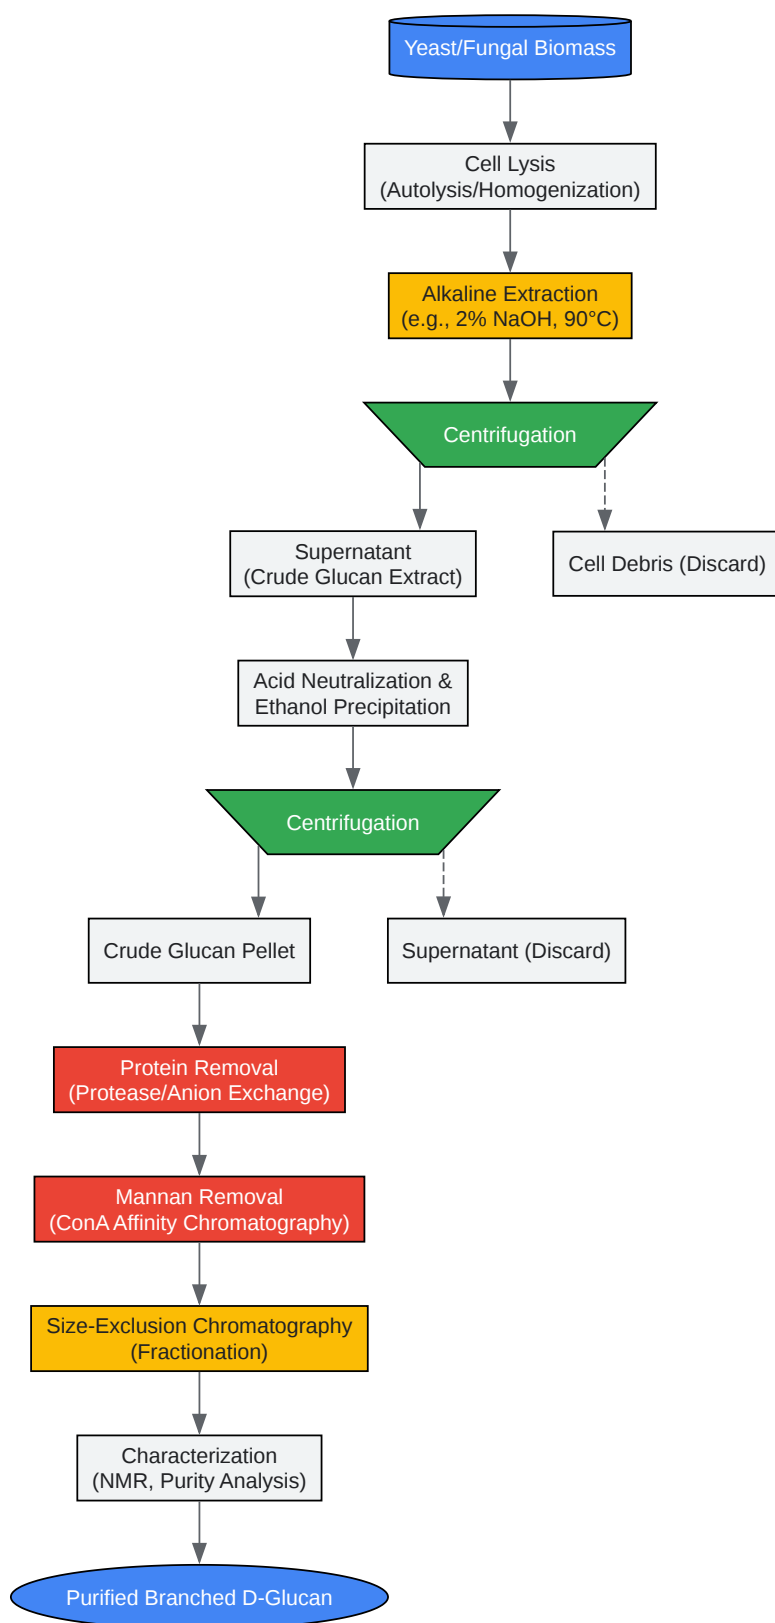 Yeast/Fungal Biomass
Cell Lysis
(Autolysis/Homogenization)
Alkaline Extraction
(e.g., 2% NaOH, 90°C)
Centrifugation
Supernatant
(Crude Glucan Extract)
Cell Debris (Discard)
Acid Neutralization &
Ethanol Precipitation
Centrifugation
Crude Glucan Pellet
Supernatant (Discard)
Protein Removal
(Protease/Anion Exchange)
Mannan Removal
(ConA Affinity Chromatography)
Size-Exclusion Chromatography
(Fractionation)
Characterization
(NMR, Purity Analysis)
Purified Branched D-Glucan